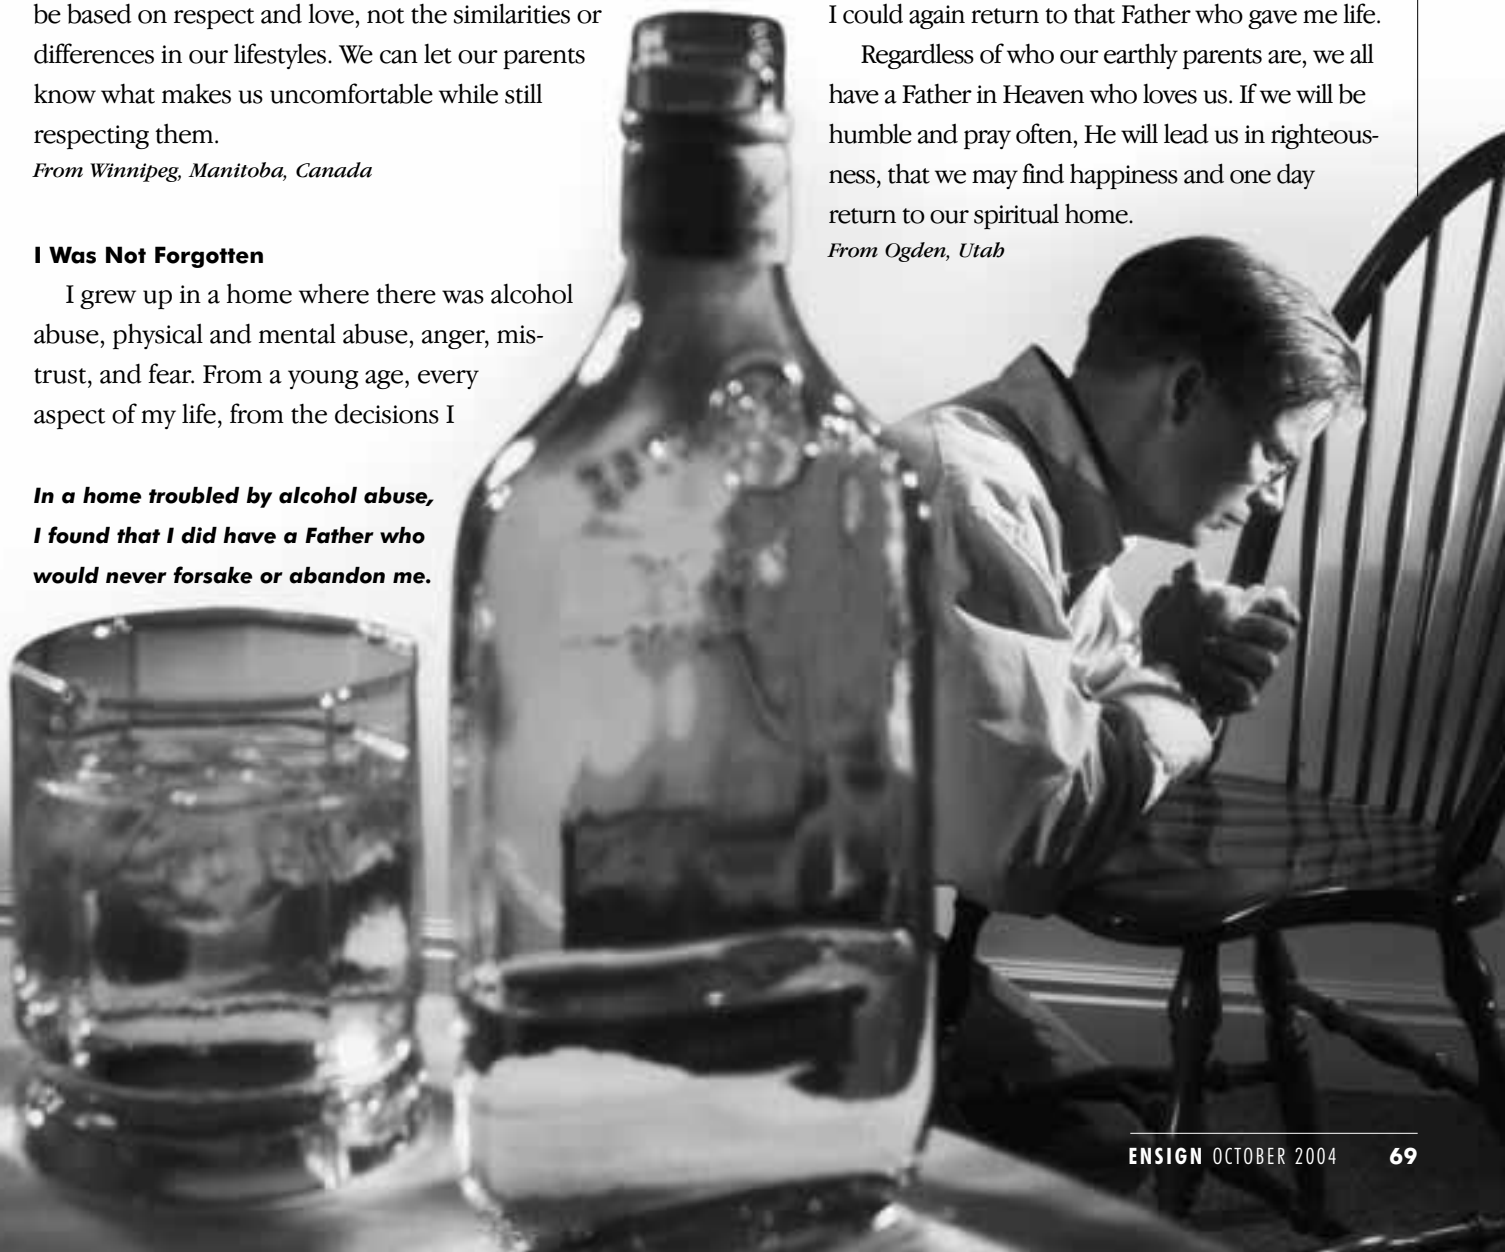 be based on respect and love, not the similarities or
differences in our lifestyles. We can let our parents
know what makes us uncomfortable while still
respecting them.
From Winnipeg, Manitoba, Canada
I Was Not Forgotten
I grew up in a home where there was alcohol
abuse, physical and mental abuse, anger, mis-
trust, and fear. From a young age, every
aspect of my life, from the decisions I
In a home troubled by alcohol abuse,
I found that I did have a Father who
would never forsake or abandon me.
I could again return to that Father who gave me life.
Regardless of who our earthly parents are, we all
have a Father in Heaven who loves us. If we will be
humble and pray often, He will lead us in righteous-
ness, that we may find happiness and one day
return to our spiritual home.
From Ogden, Utah
ENSIGN OCTOBER 2004 69